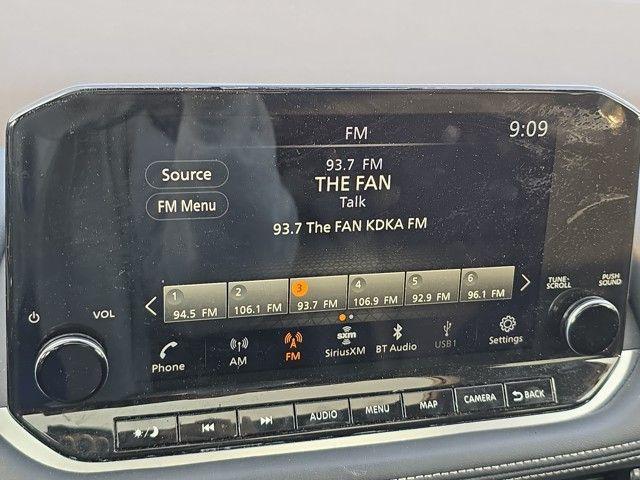 FM
9:09
Source
FM Menu
93.7 FM
THE FAN
Talk
93.7 The FAN KDKA FM
1 2 3 4 5 6
94.5 FM 106.1 FM 93.7 FM 106.9 FM 92.9 FM 96.1 FM
VOL
TUNE-SCROLL
PUSH SOUND
Phone AM FM SiriusXM BT Audio USB1 Settings
sxm
AUDIO MENU MAP CAMERA BACK